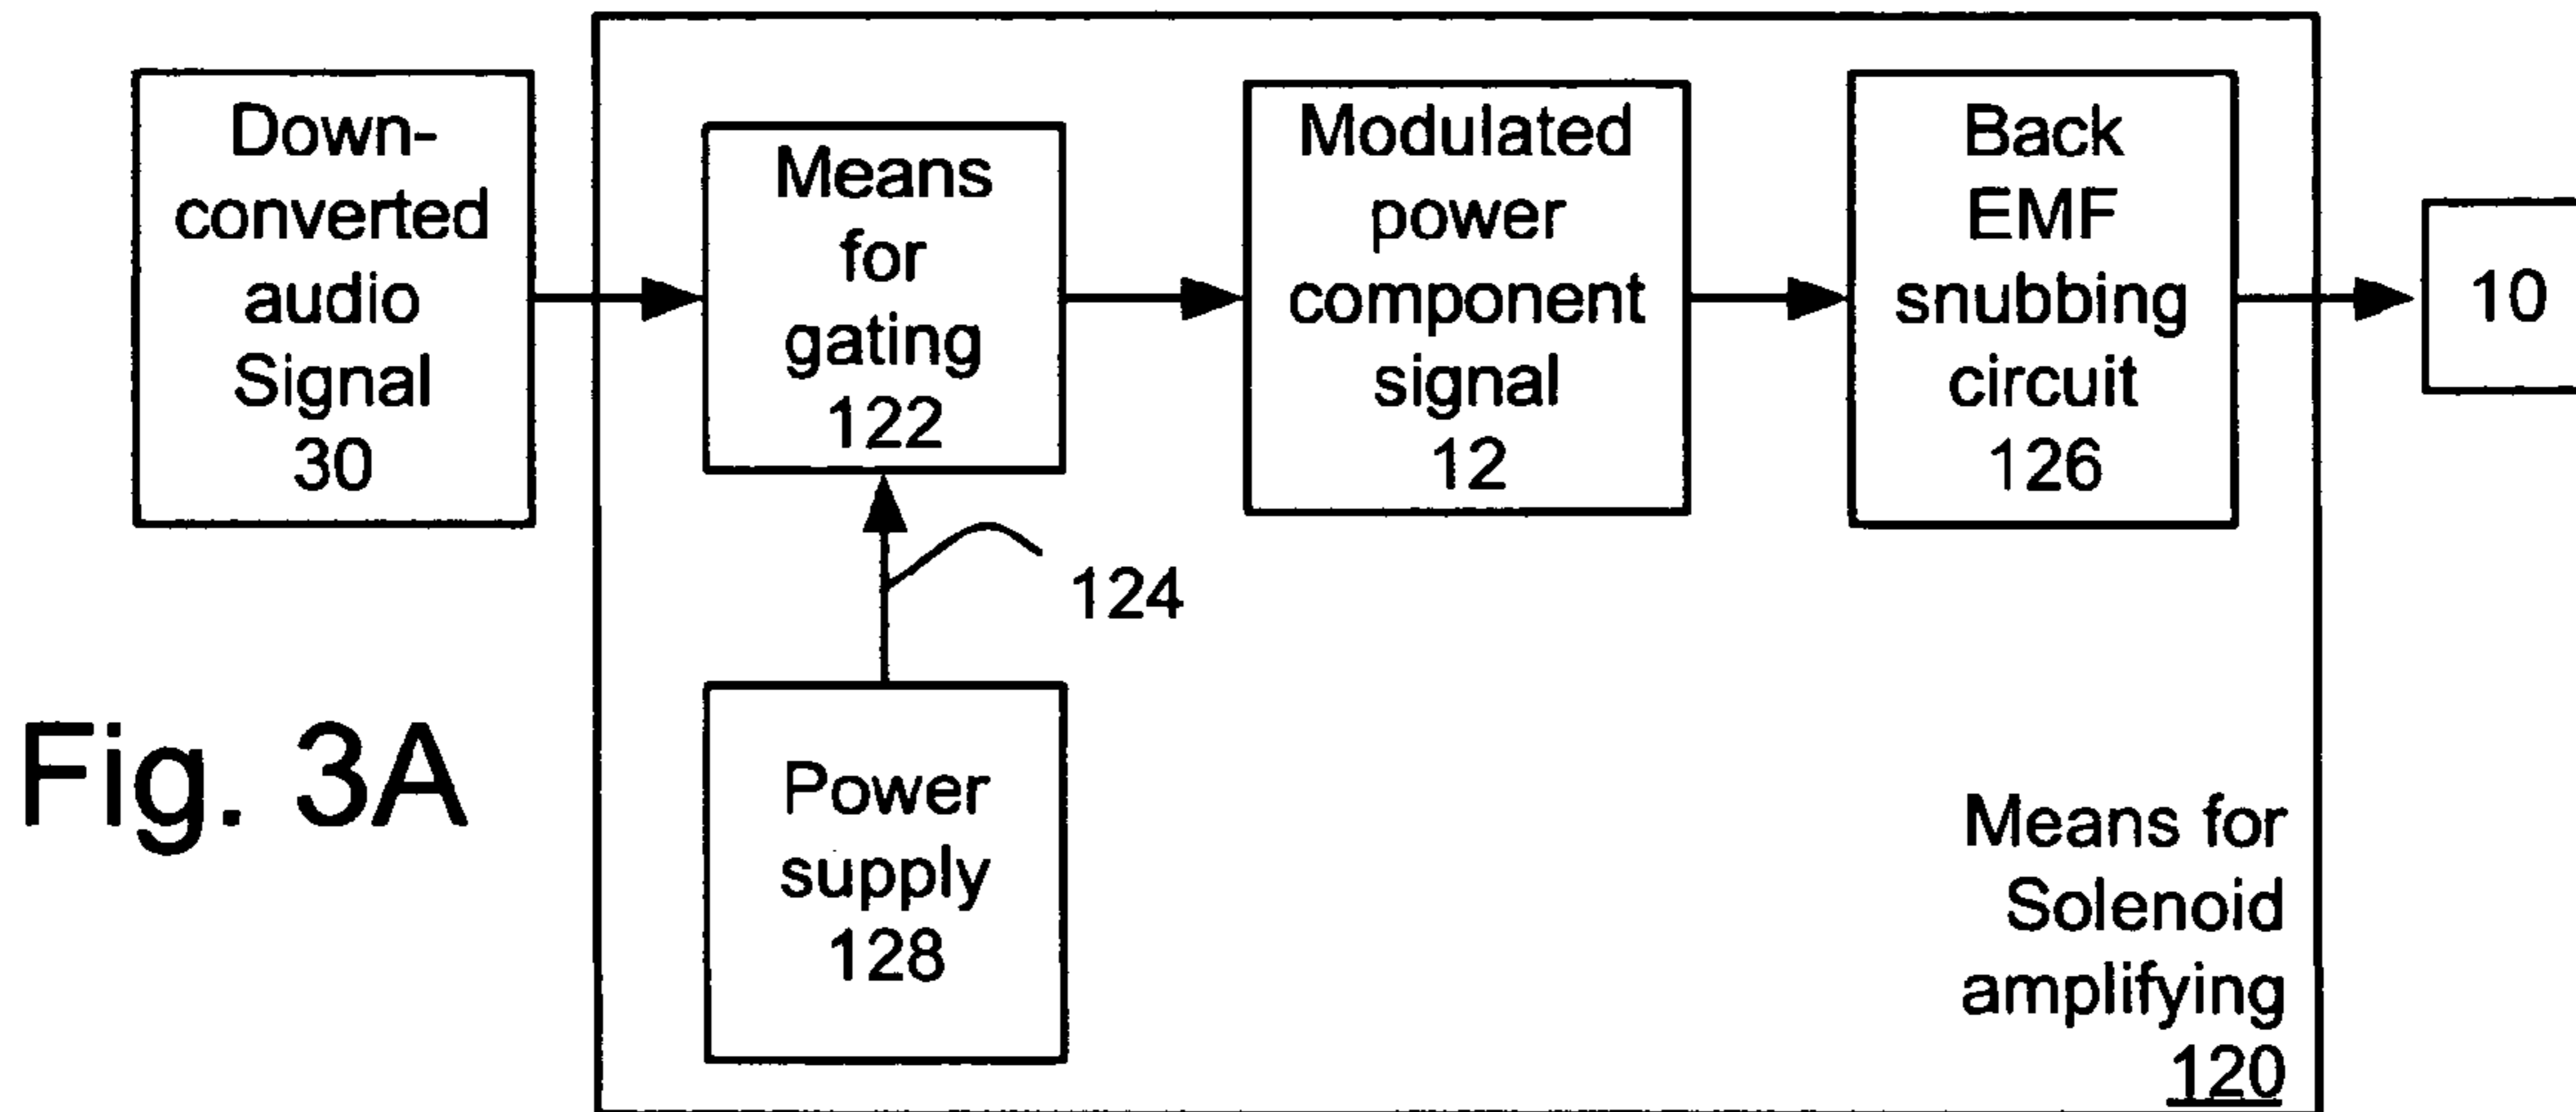 Down-
converted
audio
Signal
30
Means
for
gating
122
Modulated
power
component
signal
12
Back
EMF
snubbing
circuit
126
10
124
Power
supply
128
Fig. 3A
Means for
Solenoid
amplifying
120